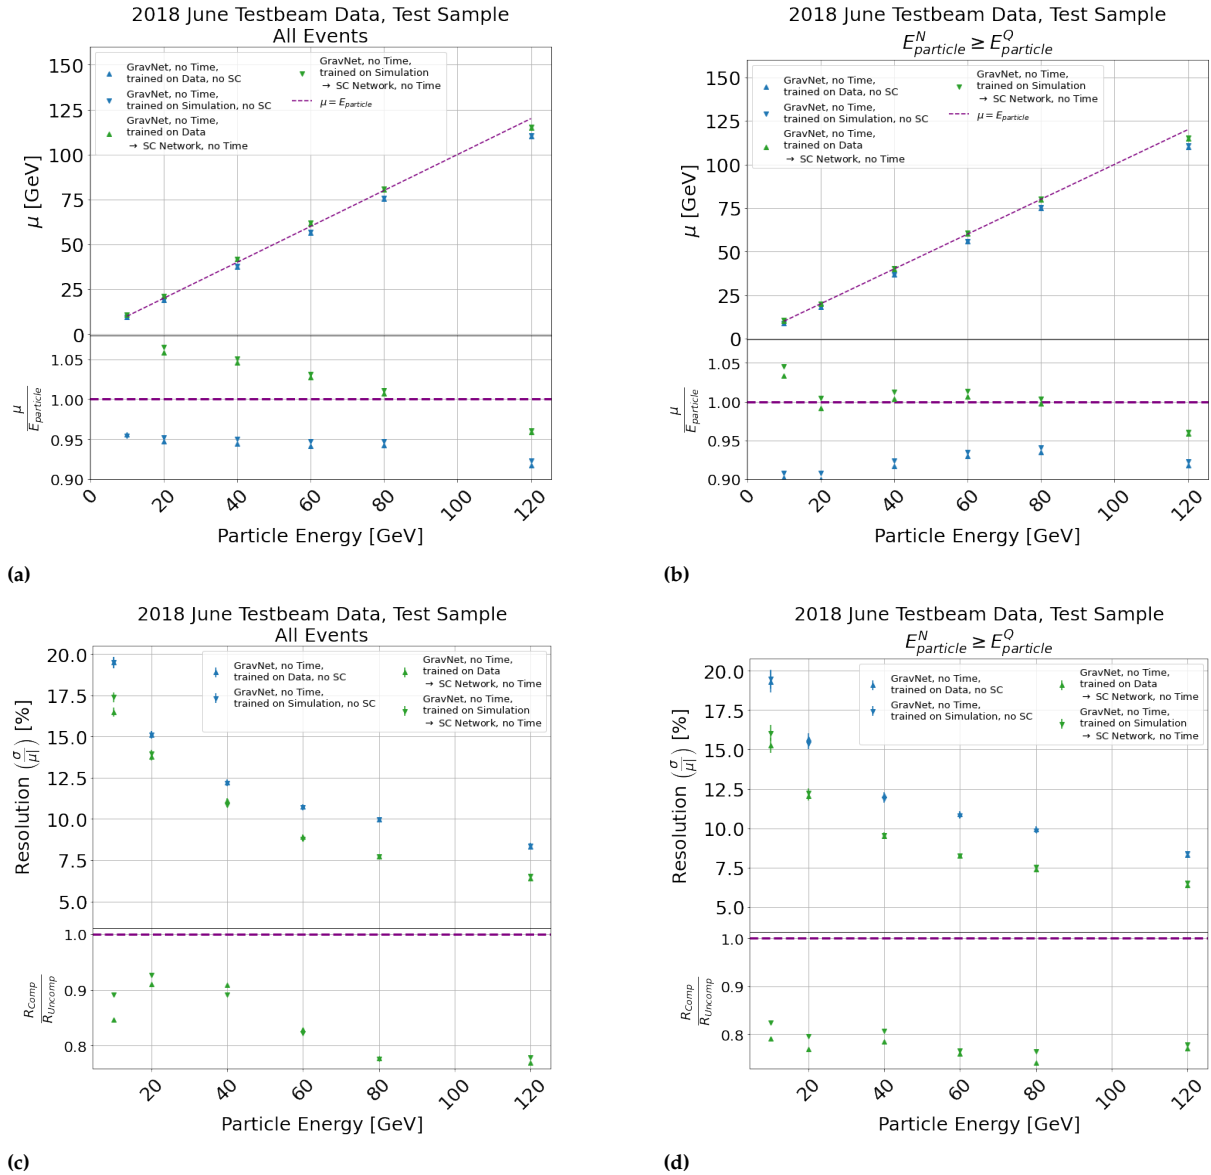 2018 June Testbeam Data, Test Sample
All Events
GravNet, no Time,
trained on Data, no SC
GravNet, no Time,
trained on Simulation, no SC
GravNet, no Time,
trained on Data
→ SC Network, no Time
GravNet, no Time,
trained on Simulation
→ SC Network, no Time
μ = E_particle
μ [GeV]
150
125
100
75
50
25
0
μ / E_particle
1.05
1.00
0.95
0.90
0 20 40 60 80 100 120
Particle Energy [GeV]
(a)
2018 June Testbeam Data, Test Sample
E^N_particle ≥ E^Q_particle
GravNet, no Time,
trained on Data, no SC
GravNet, no Time,
trained on Simulation, no SC
GravNet, no Time,
trained on Data
→ SC Network, no Time
GravNet, no Time,
trained on Simulation
→ SC Network, no Time
μ = E_particle
μ [GeV]
150
125
100
75
50
25
0
μ / E_particle
1.05
1.00
0.95
0.90
20 40 60 80 100 120
Particle Energy [GeV]
(b)
2018 June Testbeam Data, Test Sample
All Events
GravNet, no Time,
trained on Data, no SC
GravNet, no Time,
trained on Simulation, no SC
GravNet, no Time,
trained on Data
→ SC Network, no Time
GravNet, no Time,
trained on Simulation
→ SC Network, no Time
Resolution (σ/|μ|) [%]
20.0
17.5
15.0
12.5
10.0
7.5
5.0
R_Comp / R_Uncomp
1.0
0.9
0.8
20 40 60 80 100 120
Particle Energy [GeV]
(c)
2018 June Testbeam Data, Test Sample
E^N_particle ≥ E^Q_particle
GravNet, no Time,
trained on Data, no SC
GravNet, no Time,
trained on Simulation, no SC
GravNet, no Time,
trained on Data
→ SC Network, no Time
GravNet, no Time,
trained on Simulation
→ SC Network, no Time
Resolution (σ/|μ|) [%]
20.0
17.5
15.0
12.5
10.0
7.5
5.0
R_Comp / R_Uncomp
1.0
0.9
0.8
20 40 60 80 100 120
Particle Energy [GeV]
(d)